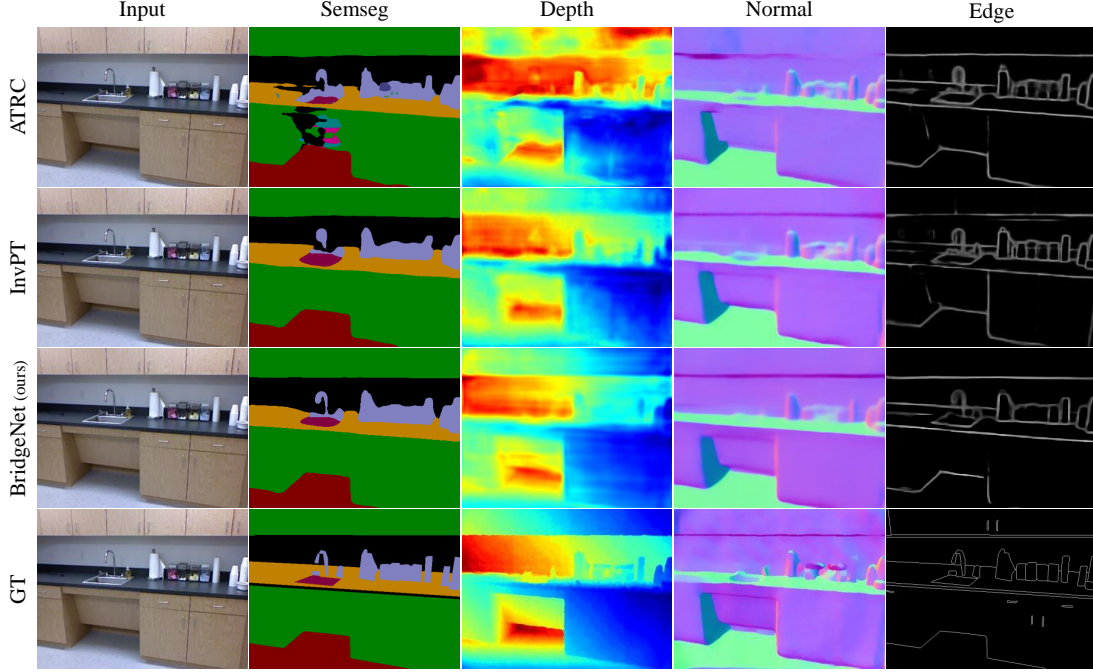 Input Semseg Depth Normal Edge
ATRC
InvPT
BridgeNet (ours)
GT